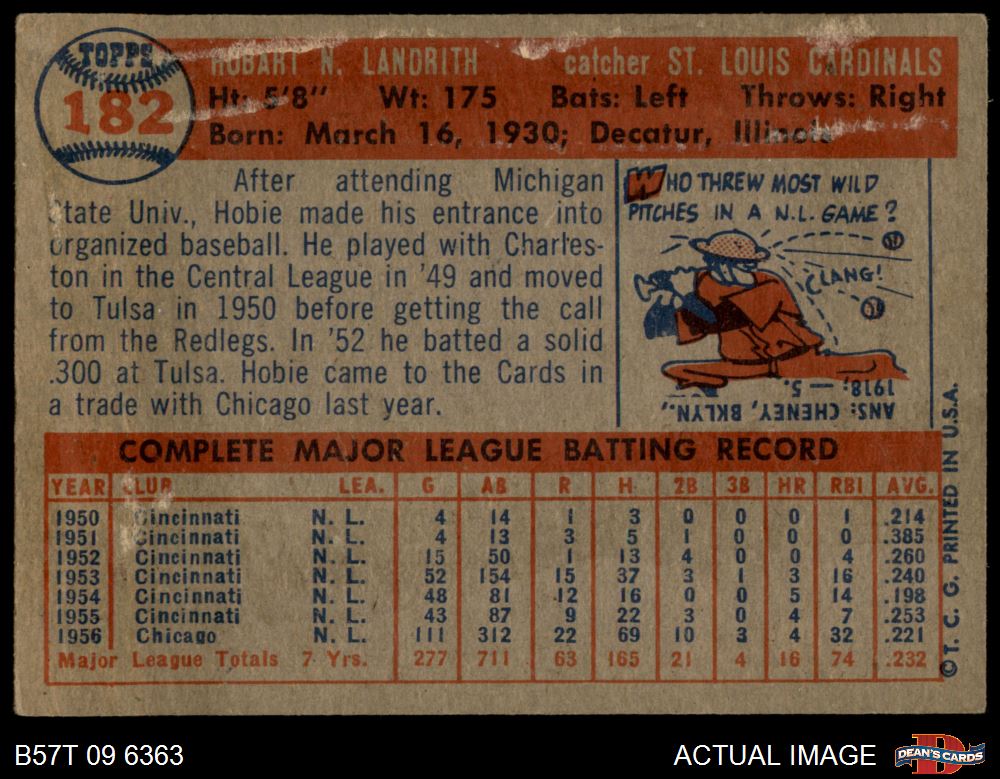 TOPPS
182
HOBART N. LANDRITH catcher ST. LOUIS CARDINALS
Ht: 5'8" Wt: 175 Bats: Left Throws: Right
Born: March 16, 1930; Decatur, Illinois
After attending Michigan
State Univ., Hobie made his entrance into
organized baseball. He played with Charles-
ton in the Central League in '49 and moved
to Tulsa in 1950 before getting the call
from the Redlegs. In '52 he batted a solid
.300 at Tulsa. Hobie came to the Cards in
a trade with Chicago last year.
WHO THREW MOST WILD
PITCHES IN A N.L. GAME?
CLANG!
ANS: CHENEY, BKLYN.,
1918; — 5.
COMPLETE MAJOR LEAGUE BATTING RECORD
YEAR CLUB LEA. G AB R H 2B 3B HR RBI AVG.
1950 Cincinnati N. L. 4 14 1 3 0 0 0 1 .214
1951 Cincinnati N. L. 4 13 3 5 1 0 0 0 .385
1952 Cincinnati N. L. 15 50 1 13 4 0 0 4 .260
1953 Cincinnati N. L. 52 154 15 37 3 1 3 16 .240
1954 Cincinnati N. L. 48 81 12 16 0 0 5 14 .198
1955 Cincinnati N. L. 43 87 9 22 3 0 4 7 .253
1956 Chicago N. L. 111 312 22 69 10 3 4 32 .221
Major League Totals 7 Yrs. 277 711 63 165 21 4 16 74 .232
©T. C. G. PRINTED IN U.S.A.
B57T 09 6363
ACTUAL IMAGE
DEAN'S CARDS